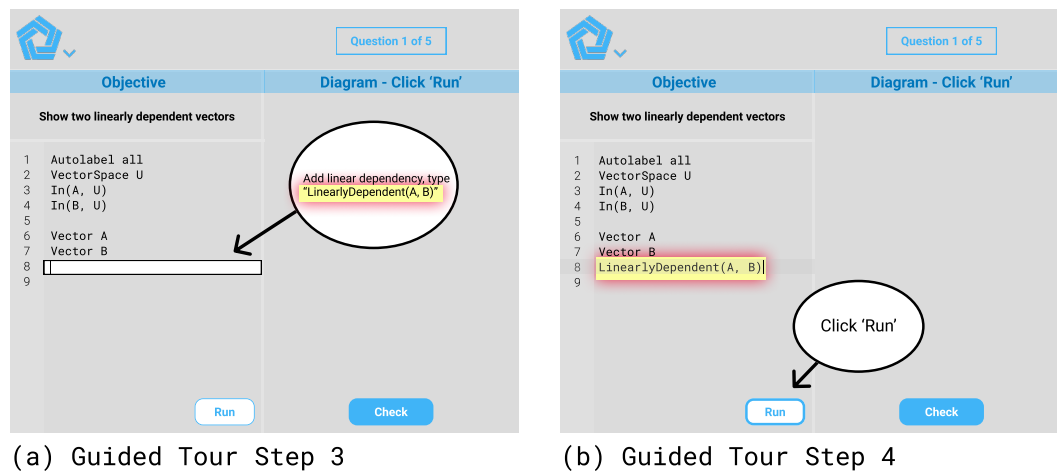 Question 1 of 5
Objective
Diagram - Click ‘Run’
Show two linearly dependent vectors
1 Autolabel all
2 VectorSpace U
3 In(A, U)
4 In(B, U)
5
6 Vector A
7 Vector B
8
9
Add linear dependency, type
“LinearlyDependent(A, B)”
Run
Check
(a) Guided Tour Step 3
Question 1 of 5
Objective
Diagram - Click ‘Run’
Show two linearly dependent vectors
1 Autolabel all
2 VectorSpace U
3 In(A, U)
4 In(B, U)
5
6 Vector A
7 Vector B
8 LinearlyDependent(A, B)
9
Click ‘Run’
Run
Check
(b) Guided Tour Step 4